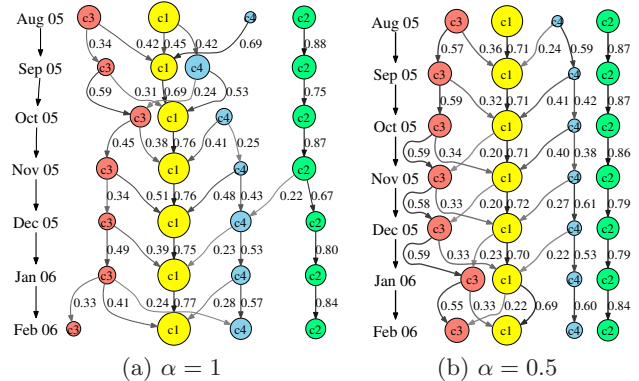 Aug 05 c3 c1 c4 c2
0.34 0.42 0.45 0.42 0.69 0.88
Sep 05 c3 c1 c4 c2
0.59 0.31 0.69 0.24 0.53 0.75
Oct 05 c3 c1 c4 c2
0.45 0.38 0.76 0.41 0.25 0.87
Nov 05 c3 c1 c4 c2
0.34 0.51 0.76 0.48 0.43 0.22 0.67
Dec 05 c3 c1 c4 c2
0.49 0.39 0.75 0.23 0.53 0.80
Jan 06 c3 c1 c4 c2
0.33 0.41 0.24 0.77 0.28 0.57 0.84
Feb 06 c3 c1 c4 c2
(a) α = 1
Aug 05 c3 c1 c4 c2
0.57 0.36 0.71 0.24 0.59 0.87
Sep 05 c3 c1 c4 c2
0.59 0.32 0.71 0.41 0.42 0.87
Oct 05 c3 c1 c4 c2
0.59 0.34 0.20 0.71 0.40 0.38 0.86
Nov 05 c3 c1 c4 c2
0.58 0.33 0.20 0.72 0.27 0.61 0.79
Dec 05 c3 c1 c4 c2
0.59 0.33 0.23 0.70 0.22 0.53 0.79
Jan 06 c3 c1 c4 c2
0.55 0.33 0.22 0.69 0.60 0.84
Feb 06 c3 c1 c4 c2
(b) α = 0.5